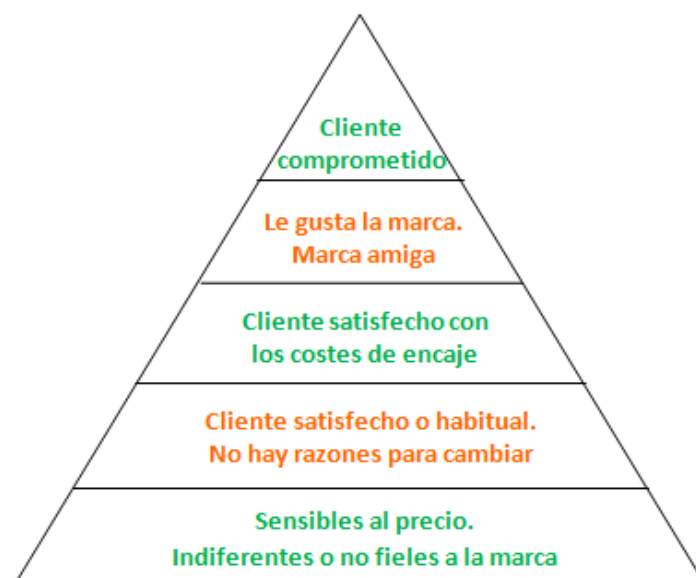 Cliente
comprometido
Le gusta la marca.
Marca amiga
Cliente satisfecho con
los costes de encaje
Cliente satisfecho o habitual.
No hay razones para cambiar
Sensibles al precio.
Indiferentes o no fieles a la marca